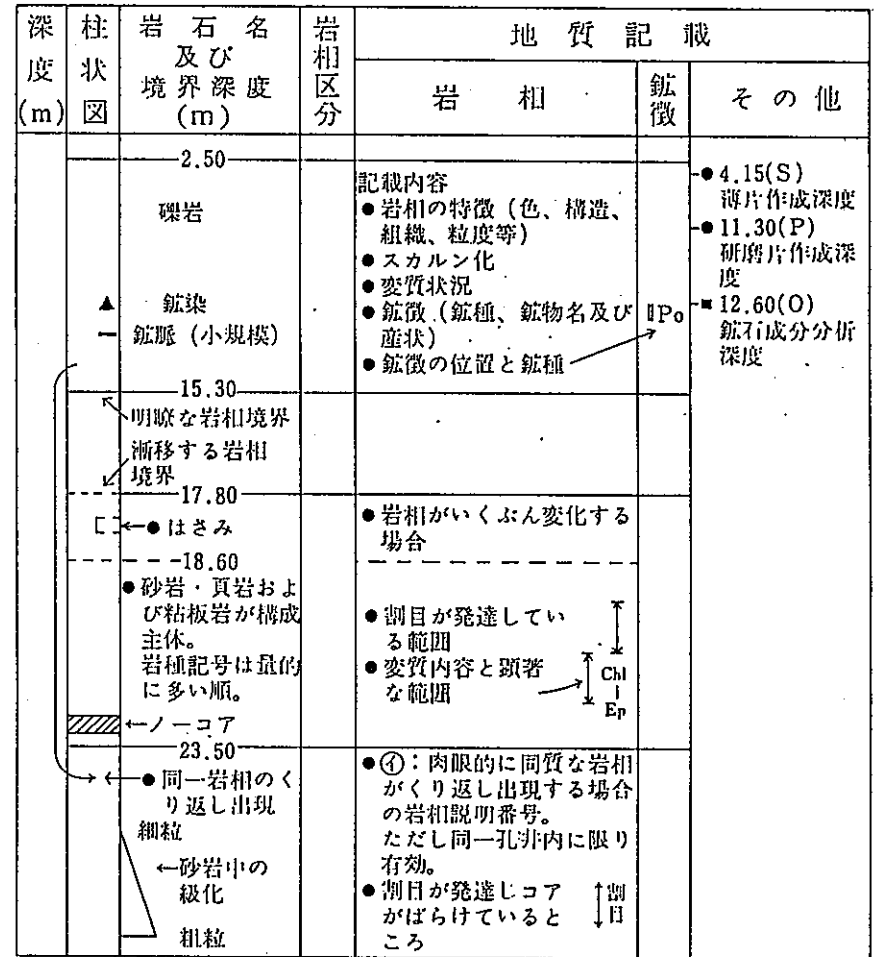 深度(m)
柱状図
岩石名
及び
境界深度
(m)
岩相区分
地質記載
岩相
鉱徴
その他
2.50
礫岩
▲ 鉱染
ー 鉱脈(小規模)
15.30
明瞭な岩相境界
漸移する岩相
境界
17.80
←●はさみ
18.60
●砂岩・頁岩およ
び粘板岩が構成
主体。
岩種記号は量的
に多い順。
←ノーコア
23.50
●同一岩相のく
り返し出現
細粒
←砂岩中の
級化
粗粒
記載内容
●岩相の特徴(色、構造、
組織、粒度等)
●スカルン化
●変質状況
●鉱徴(鉱種、鉱物名及び
産状)
●鉱徴の位置と鉱種
Po
●岩相がいくぶん変化する
場合
●割目が発達してい
る範囲
●変質内容と顕著
な範囲
Chl
|
Ep
●㋑:肉眼的に同質な岩相
がくり返し出現する場合
の岩相説明番号。
ただし同一孔井内に限り
有効。
●割目が発達しコア
がばらけていると
ころ
割目
●4.15(S)
薄片作成深度
●11.30(P)
研磨片作成深
度
■12.60(O)
鉱石成分分析
深度